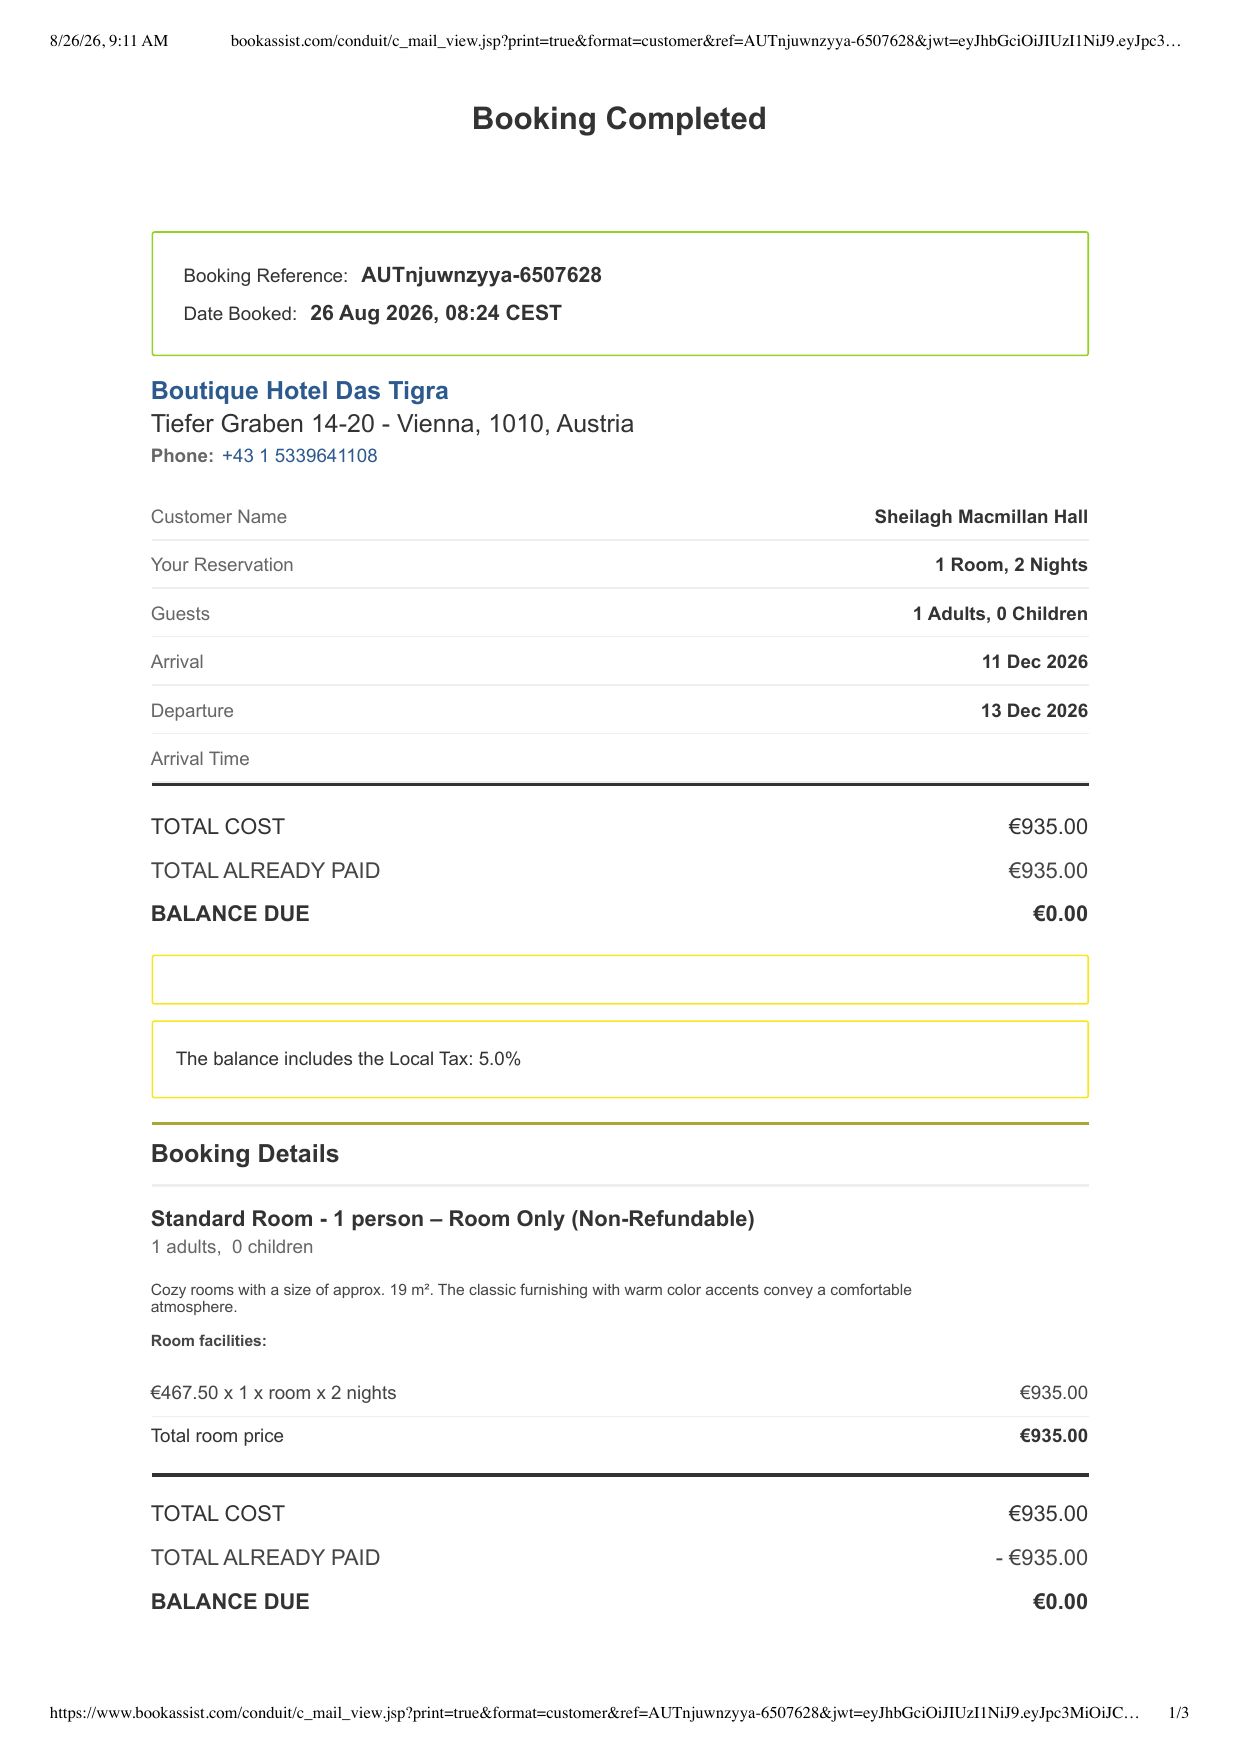 8/26/26, 9:11 AM bookassist.com/conduit/c_mail_view.jsp?print=true&format=customer&ref=AUTnjuwnzyya-6507628&jwt=eyJhbGciOiJIUzI1NiJ9.eyJpc3…
Booking Completed
Booking Reference: AUTnjuwnzyya-6507628
Date Booked: 26 Aug 2026, 08:24 CEST
Boutique Hotel Das Tigra
Tiefer Graben 14-20 - Vienna, 1010, Austria
Phone: +43 1 5339641108
Customer Name Sheilagh Macmillan Hall
Your Reservation 1 Room, 2 Nights
Guests 1 Adults, 0 Children
Arrival 11 Dec 2026
Departure 13 Dec 2026
Arrival Time
TOTAL COST €935.00
TOTAL ALREADY PAID €935.00
BALANCE DUE €0.00
The balance includes the Local Tax: 5.0%
Booking Details
Standard Room - 1 person – Room Only (Non-Refundable)
1 adults, 0 children
Cozy rooms with a size of approx. 19 m². The classic furnishing with warm color accents convey a comfortable
atmosphere.
Room facilities:
€467.50 x 1 x room x 2 nights €935.00
Total room price €935.00
TOTAL COST €935.00
TOTAL ALREADY PAID - €935.00
BALANCE DUE €0.00
https://www.bookassist.com/conduit/c_mail_view.jsp?print=true&format=customer&ref=AUTnjuwnzyya-6507628&jwt=eyJhbGciOiJIUzI1NiJ9.eyJpc3MiOiJC… 1/3